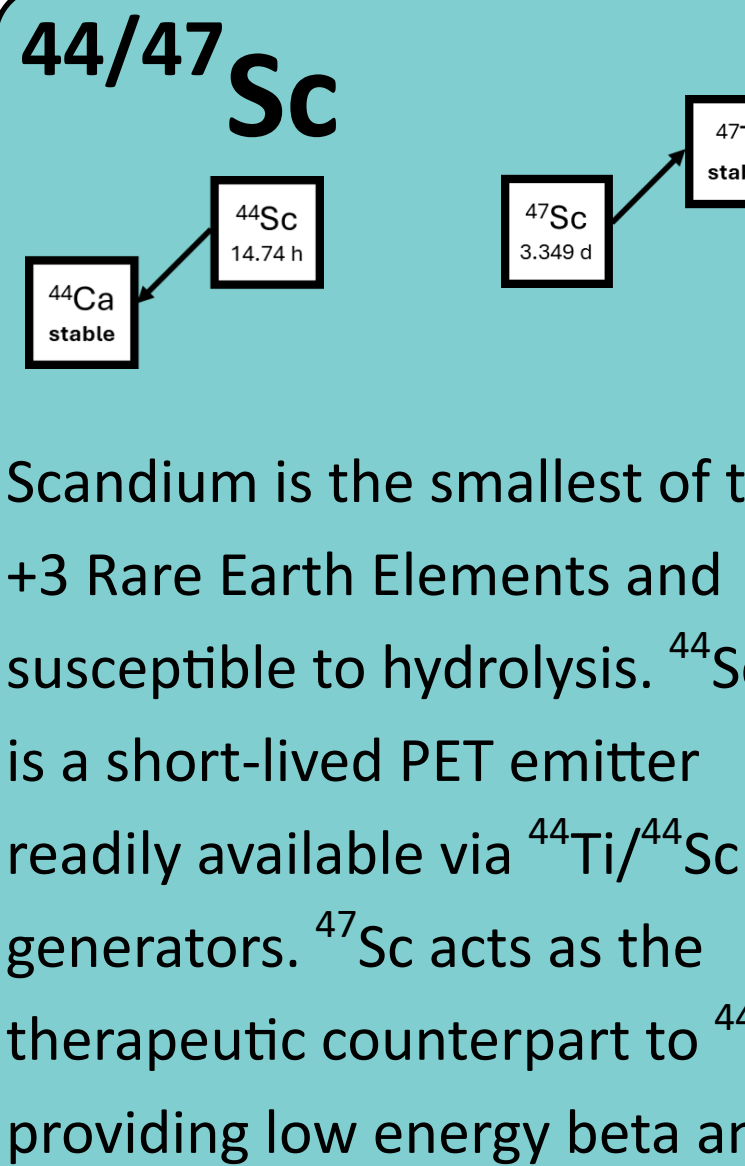 44/47Sc
44Sc
14.74 h
44Ca
stable
47Sc
3.349 d
47
Scandium is the smallest of
+3 Rare Earth Elements and
susceptible to hydrolysis. 44Sc
is a short-lived PET emitter
readily available via 44Ti/44Sc
generators. 47Sc acts as the
therapeutic counterpart to 44
providing low energy beta